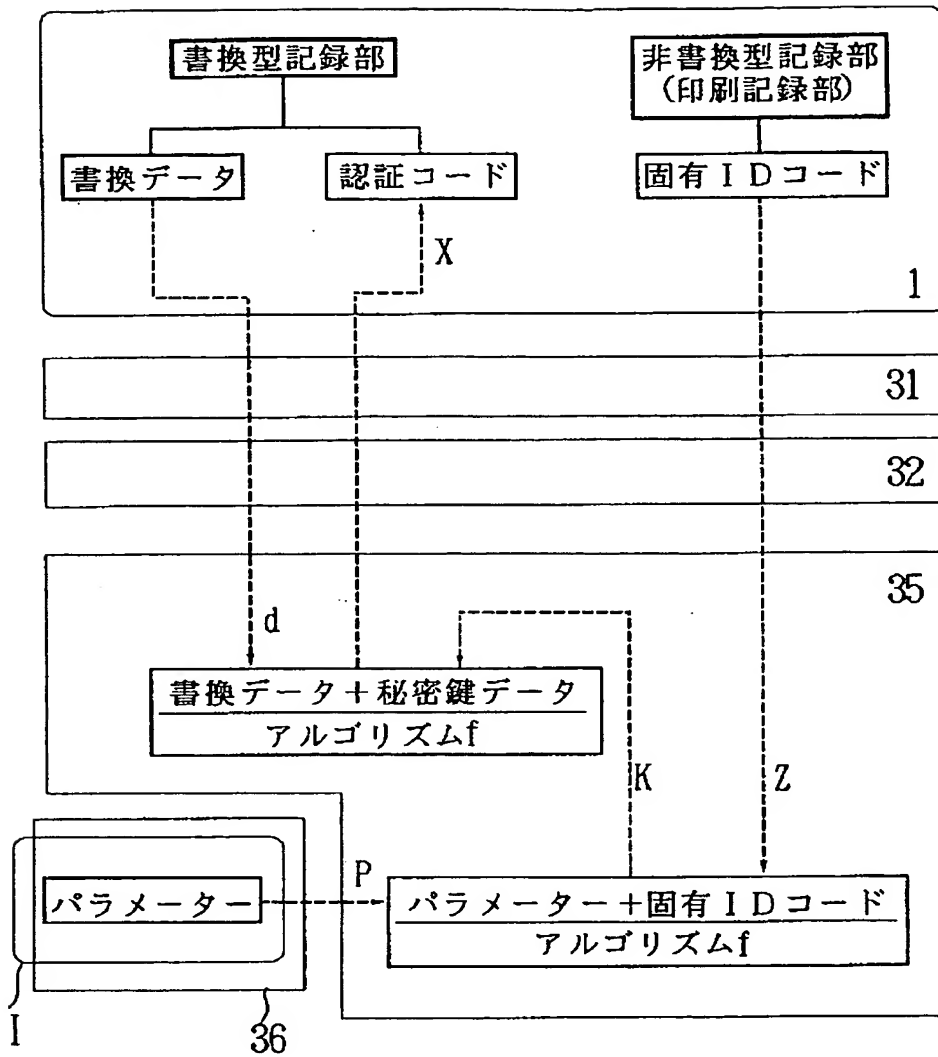 書換型記録部
非書換型記録部
(印刷記録部)
書換データ
認証コード
固有IDコード
X
1
31
32
35
d
書換データ+秘密鍵データ
アルゴリズムf
K
Z
P
パラメーター
パラメーター+固有IDコード
アルゴリズムf
I
36